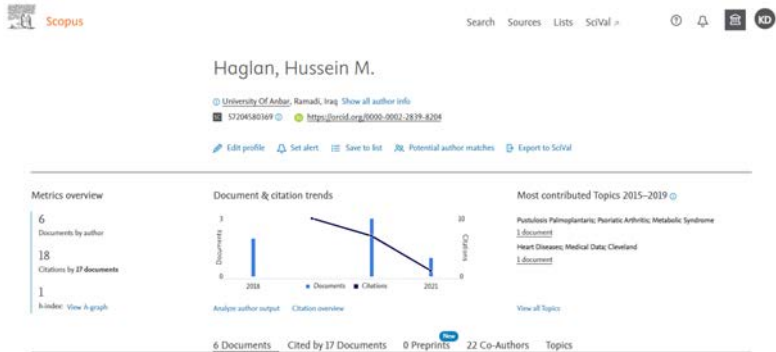 Scopus
Search Sources Lists SciVal ↗
KD
Haglan, Hussein M.
University Of Anbar, Ramadi, Iraq Show all author info
57204580369 https://orcid.org/0000-0002-2839-8204
Edit profile Set alert Save to list Potential author matches Export to SciVal
Metrics overview
6
Documents by author
18
Citations by 17 documents
1
h-index: View h-graph
Document & citation trends
3
10
Documents
Citations
0
0
2018 Documents Citations 2021
Analyze author output Citation overview
Most contributed Topics 2015–2019
Pustulosis Palmoplantaris; Psoriatic Arthritis; Metabolic Syndrome
1 document
Heart Diseases; Medical Data; Cleveland
1 document
View all Topics
New
6 Documents Cited by 17 Documents 0 Preprints 22 Co-Authors Topics